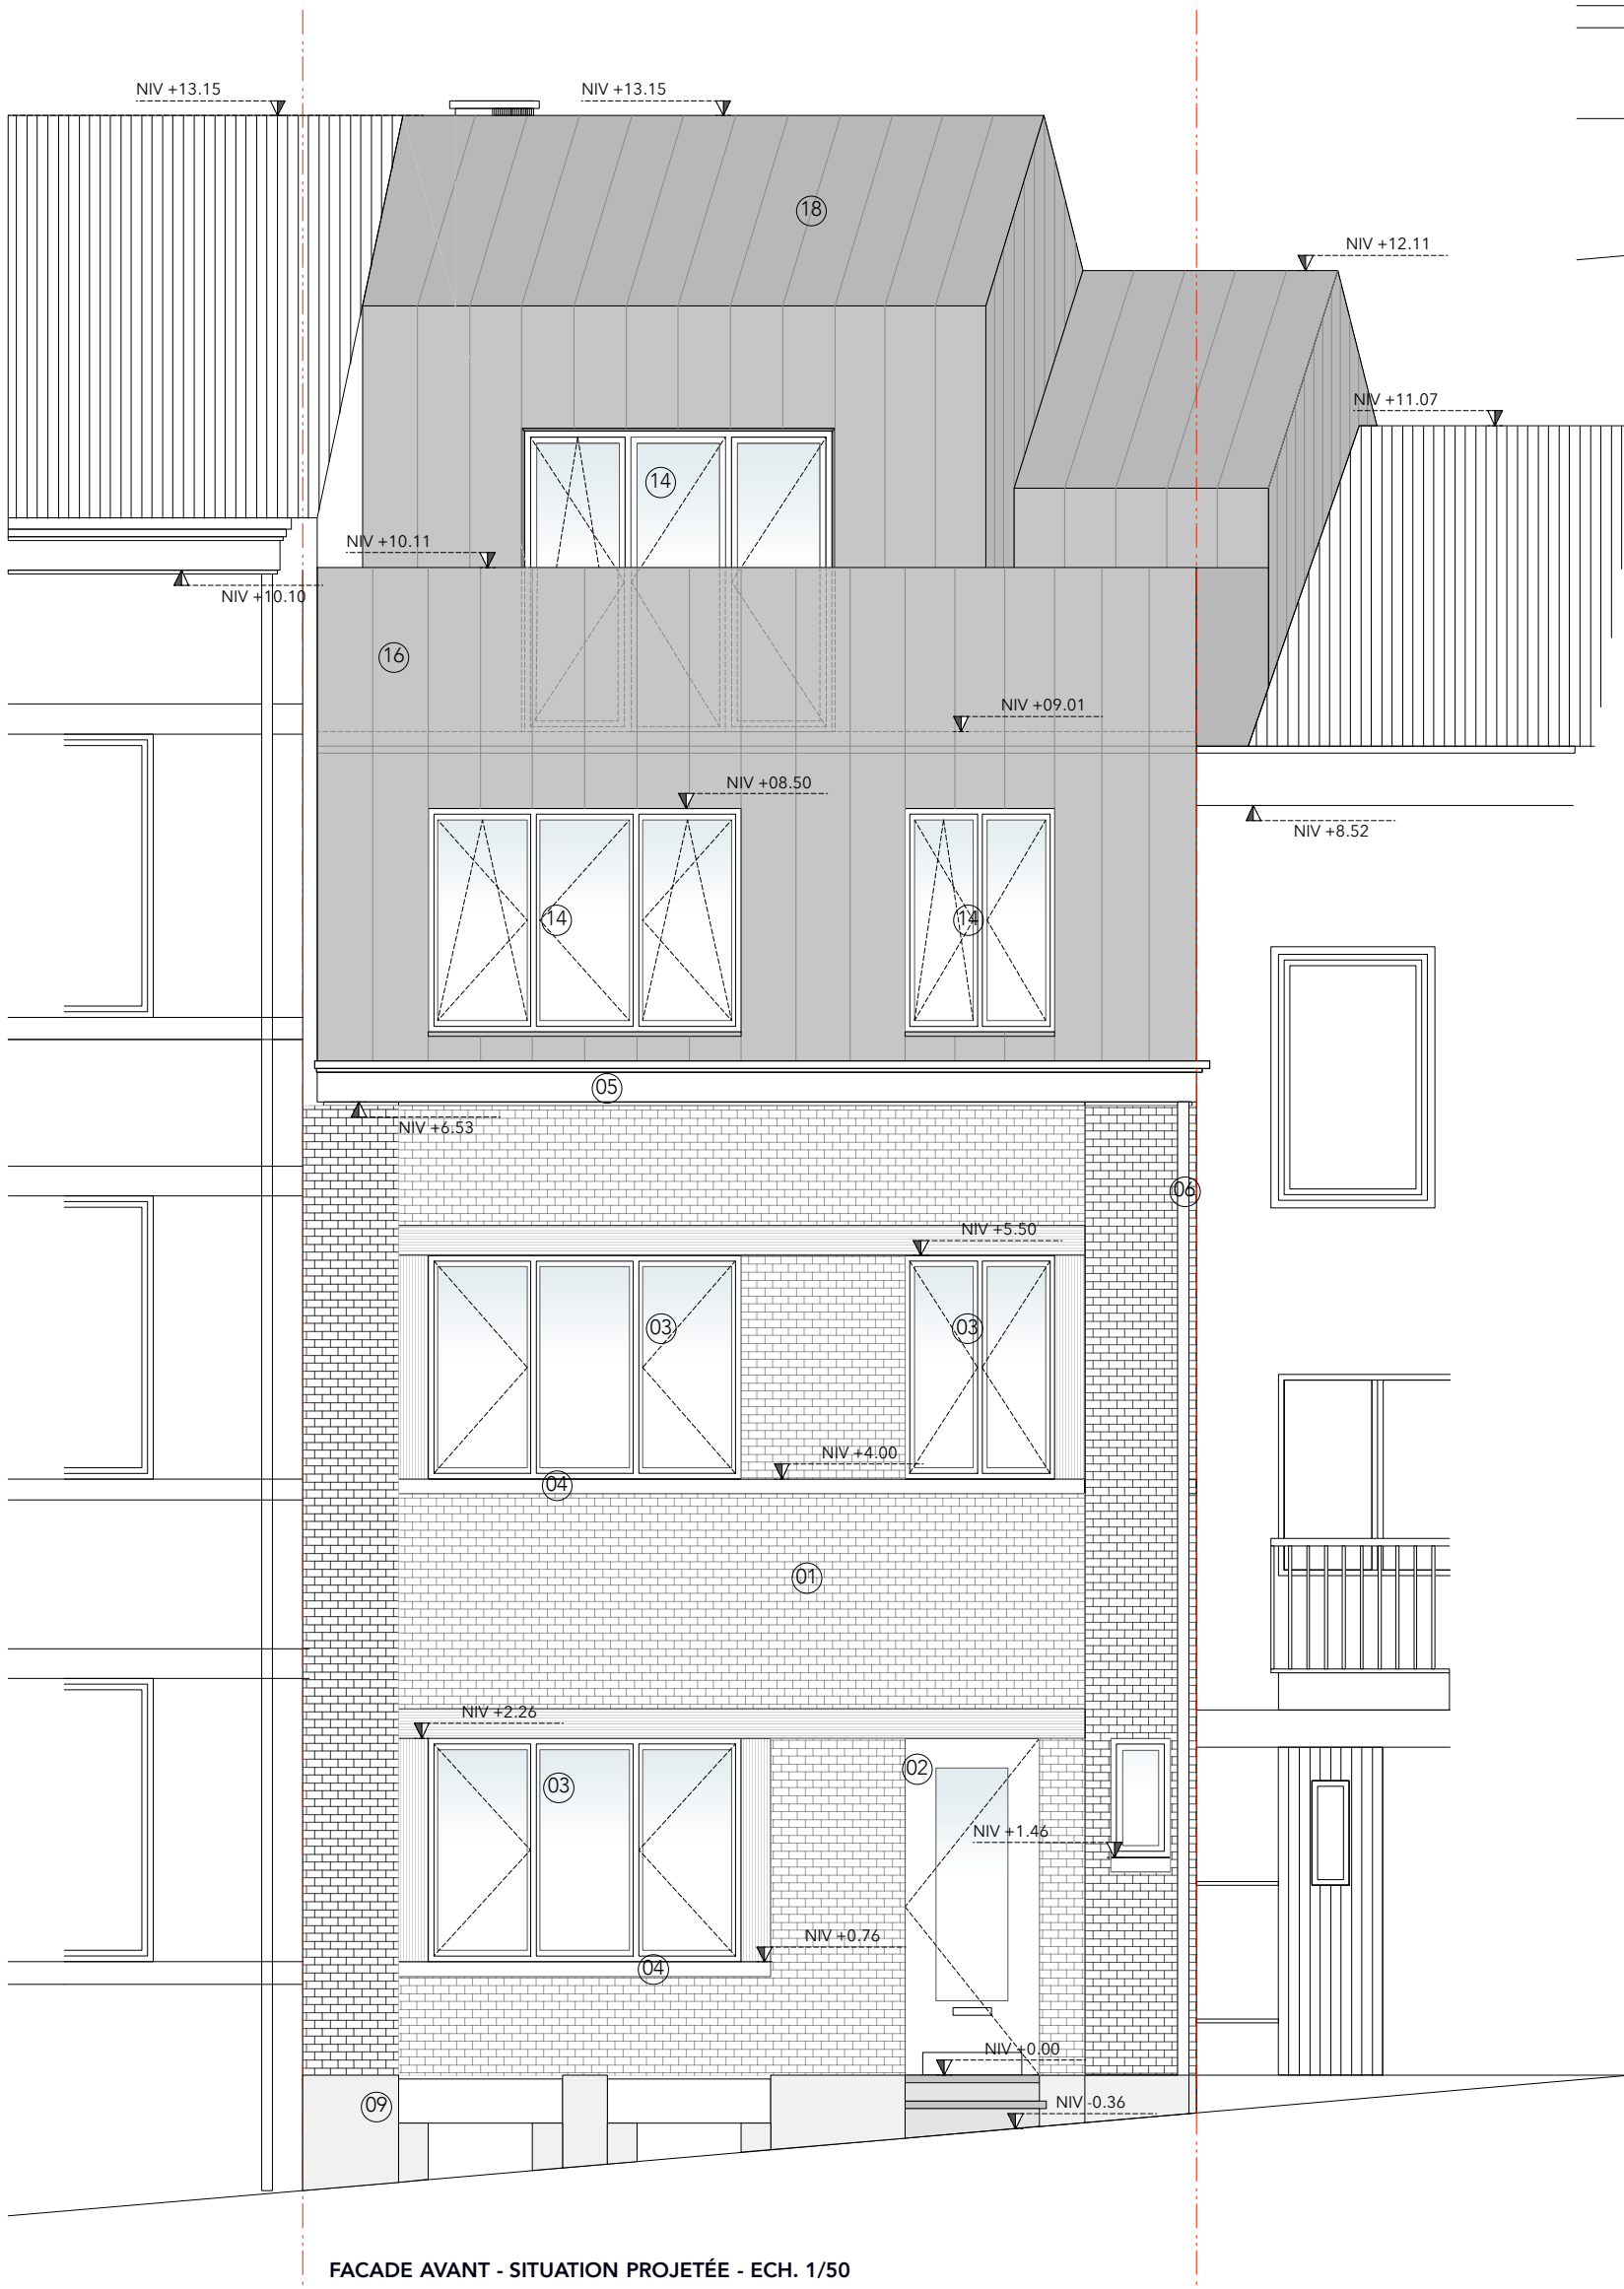 NIV +13.15
NIV +13.15
18
NIV +12.11
NIV +11.07
14
NIV +10.11
NIV +10.10
16
NIV +09.01
NIV +08.50
NIV +8.52
14
14
05
NIV +6.53
06
NIV +5.50
03
03
NIV +4.00
04
01
NIV +2.26
02
03
NIV +1.46
NIV +0.76
04
NIV +0.00
NIV -0.36
09
FACADE AVANT - SITUATION PROJETÉE - ECH. 1/50